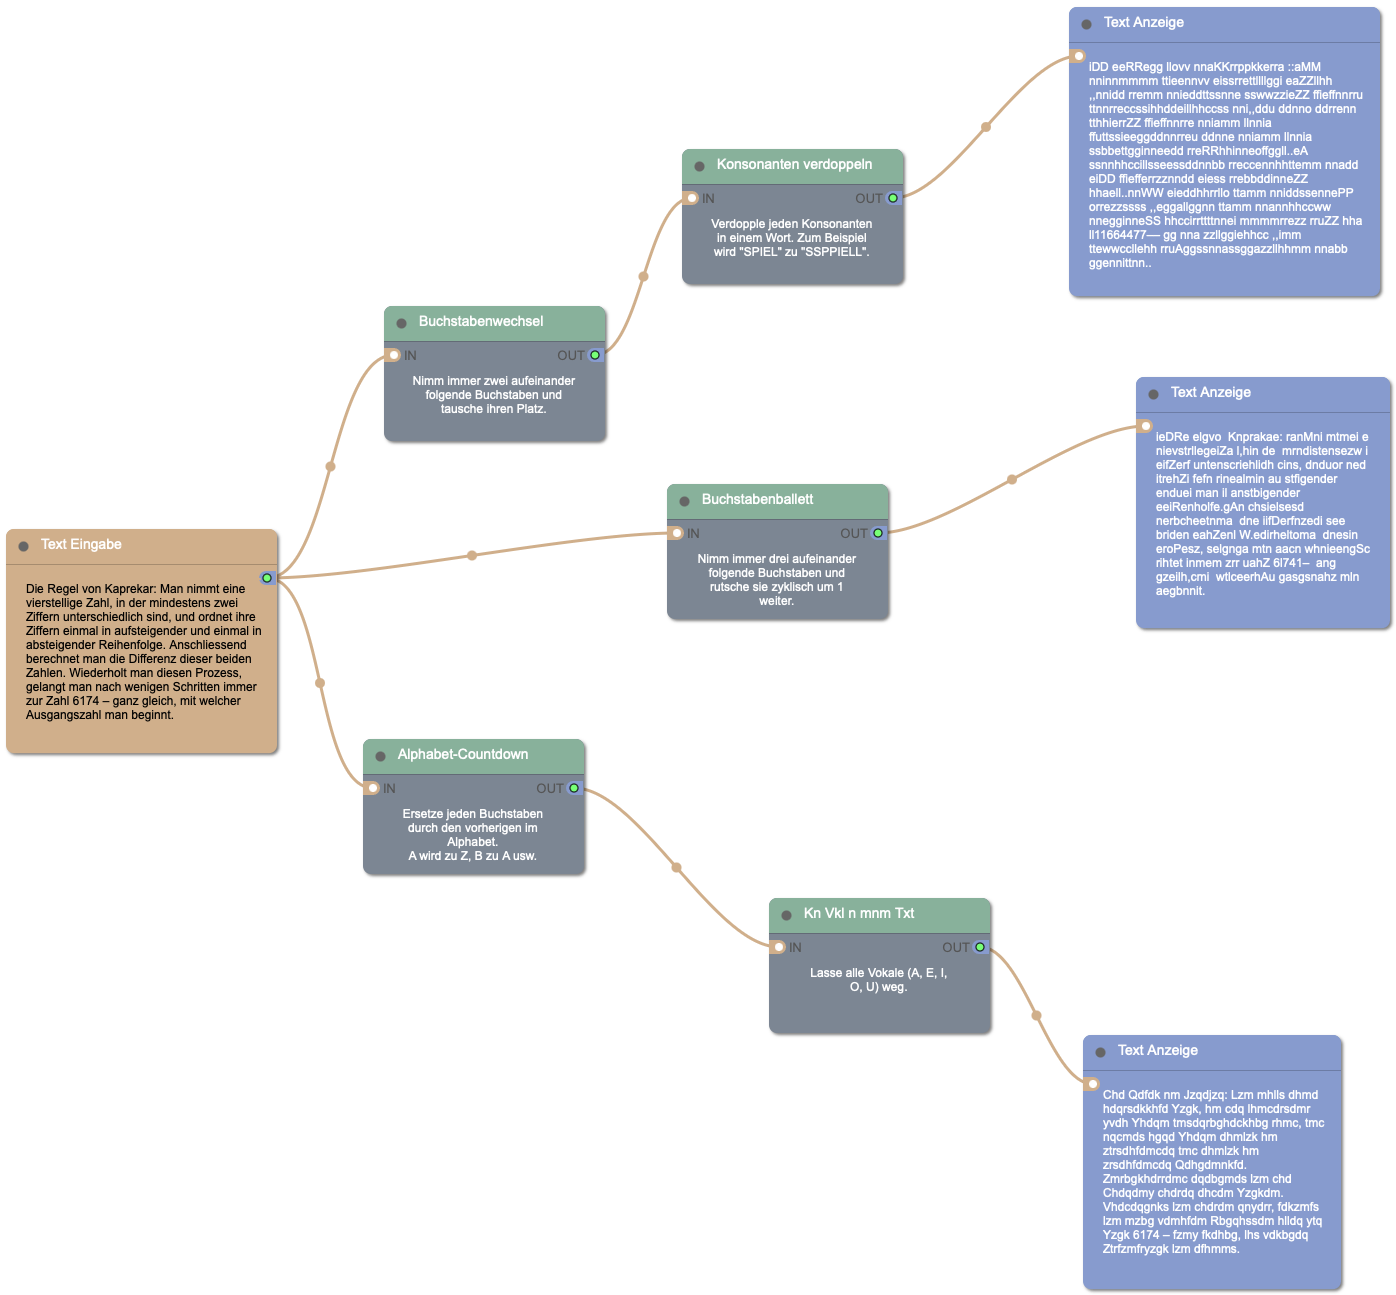 Text Anzeige
iDD eeRRegg llovv nnaKKrrppkkerra ::aMM
nninnmmmm ttieennvv eissrrettlllggi eaZZllhh
,,nnidd rremm nnieddttssnne sswwzzieZZ ffieffnnrru
ttnnrreccssihhddeillhhccss nni,,ddu ddnno ddrrenn
tthhierrZZ ffieffnnrre nniamm llnnia
ffuttssieeggddnnrreu ddnne nniamm llnnia
ssbbettgginneedd rreRRhhinneoffggll..eA
ssnnhhccillsseessddnnbb rreccennhhttemm nnadd
eiDD ffiefferrzznndd eiess rrebbddinneZZ
hhaell..nnWW eieddhhrrllo ttamm nniddssennePP
orrezzssss ,,eggallggnn ttamm nnannhhccww
nnegginneSS hhccirrttttnnei mmmmrrezz rruZZ hha
ll11664477–– gg nna zzllggiehhcc ,,imm
ttewwccllehh rruAggssnnassggazzllhhmm nnabb
ggennittnn..
Konsonanten verdoppeln
IN OUT
Verdopple jeden Konsonanten
in einem Wort. Zum Beispiel
wird "SPIEL" zu "SSPPIELL".
Buchstabenwechsel
IN OUT
Nimm immer zwei aufeinander
folgende Buchstaben und
tausche ihren Platz.
Text Anzeige
ieDRe elgvo  Knprakae: ranMni mtmei e
nievstrllegeiZa l,hin de  mrndistensezw i
eifZerf untenscriehlidh cins, dnduor ned
itrehZi fefn rinealmin au stfigender
enduei man il anstbigender
eeiRenholfe.gAn chsielsesd
nerbcheetnma  dne iifDerfnzedi see
briden eahZenl W.edirheltoma  dnesin
eroPesz, selgnga mtn aacn whnieengSc
rihtet inmem zrr uahZ 6l741–  ang
gzeilh,cmi  wtlceerhAu gasgsnahz mln
aegbnnit.
Buchstabenballett
IN OUT
Nimm immer drei aufeinander
folgende Buchstaben und
rutsche sie zyklisch um 1
weiter.
Text Eingabe
Die Regel von Kaprekar: Man nimmt eine
vierstellige Zahl, in der mindestens zwei
Ziffern unterschiedlich sind, und ordnet ihre
Ziffern einmal in aufsteigender und einmal in
absteigender Reihenfolge. Anschliessend
berechnet man die Differenz dieser beiden
Zahlen. Wiederholt man diesen Prozess,
gelangt man nach wenigen Schritten immer
zur Zahl 6174 – ganz gleich, mit welcher
Ausgangszahl man beginnt.
Alphabet-Countdown
IN OUT
Ersetze jeden Buchstaben
durch den vorherigen im
Alphabet.
A wird zu Z, B zu A usw.
Kn Vkl n mnm Txt
IN OUT
Lasse alle Vokale (A, E, I,
O, U) weg.
Text Anzeige
Chd Qdfdk nm Jzqdjzq: Lzm mhlls dhmd
hdqrsdkkhfd Yzgk, hm cdq lhmcdrsdmr
yvdh Yhdqm tmsdqrbghdckhbg rhmc, tmc
nqcmds hgqd Yhdqm dhmlzk hm
ztrsdhfdmcdq tmc dhmlzk hm
zrsdhfdmcdq Qdhgdmnkfd.
Zmrbgkhdrrdmc dqdbgmds lzm chd
Chdqdmy chdrdq dhcdm Yzgkdm.
Vhdcdqgnks lzm chdrdm qnydrr, fdkzmfs
lzm mzbg vdmhfdm Rbgqhssdm hlldq ytq
Yzgk 6174 – fzmy fkdhbg, lhs vdkbgdq
Ztrfzmfryzgk lzm dfhmms.